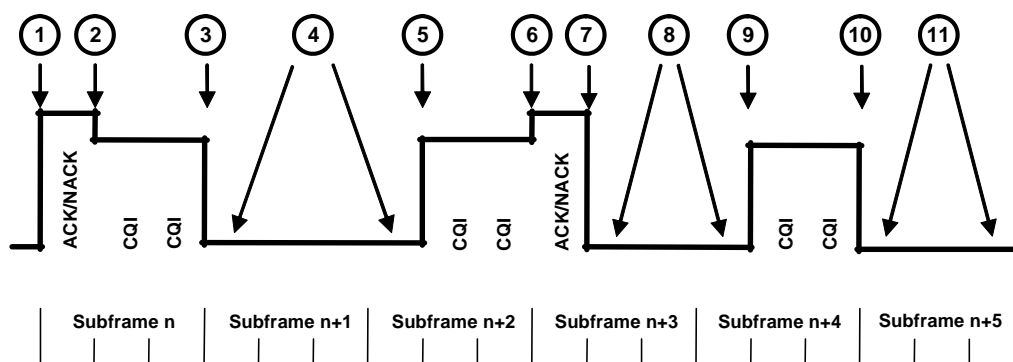 1 2 3 4 5 6 7 8 9 10 11
ACK/NACK
CQI
CQI
CQI
CQI
ACK/NACK
CQI
CQI
Subframe n Subframe n+1 Subframe n+2 Subframe n+3 Subframe n+4 Subframe n+5